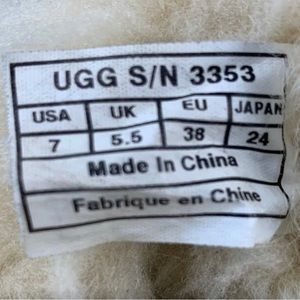 UGG S/N 3353
USA UK EU JAPAN
7 5.5 38 24
Made In China
Fabrique en Chine